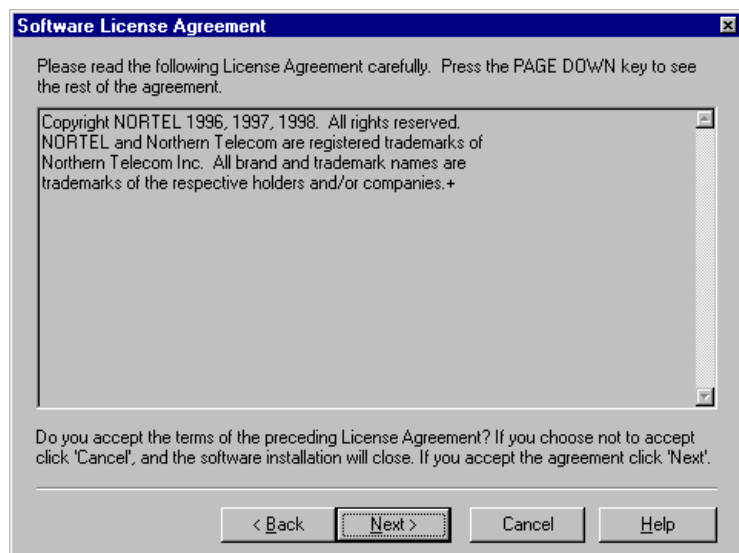 Software License Agreement
Please read the following License Agreement carefully.  Press the PAGE DOWN key to see
the rest of the agreement.
Copyright NORTEL 1996, 1997, 1998.  All rights reserved.
NORTEL and Northern Telecom are registered trademarks of
Northern Telecom Inc.  All brand and trademark names are
trademarks of the respective holders and/or companies.+
Do you accept the terms of the preceding License Agreement? If you choose not to accept
click 'Cancel', and the software installation will close. If you accept the agreement click 'Next'.
< Back
Next >
Cancel
Help